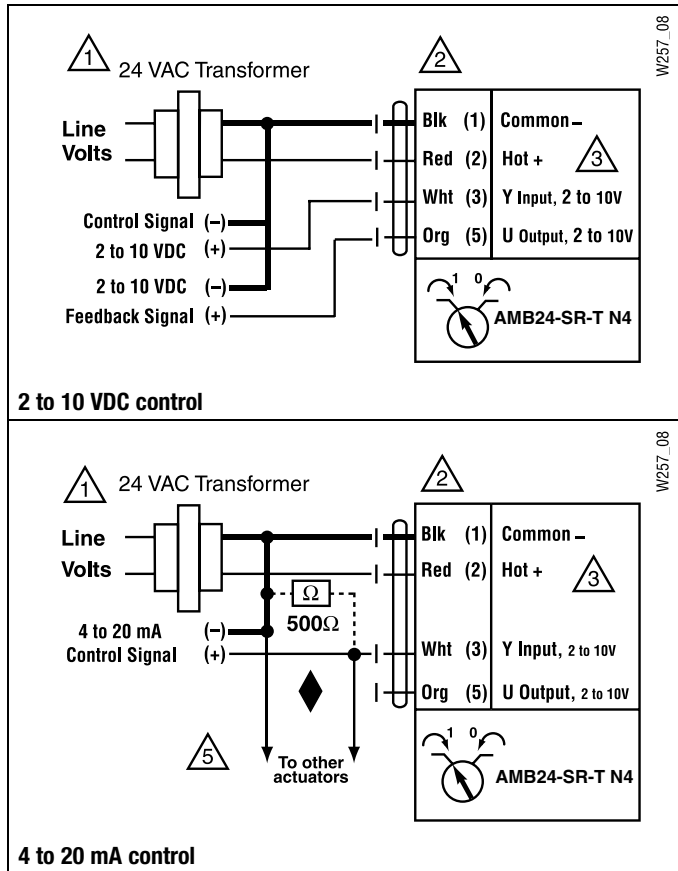 W257_08
1
24 VAC Transformer
2
Line
Volts
Blk (1) Common –
Red (2) Hot +
3
Wht (3) Y Input, 2 to 10V
Org (5) U Output, 2 to 10V
Control Signal (–)
2 to 10 VDC (+)
2 to 10 VDC (–)
Feedback Signal (+)
1 0
AMB24-SR-T N4
2 to 10 VDC control
W257_08
1
24 VAC Transformer
2
Line
Volts
Blk (1) Common –
Red (2) Hot +
3
Ω
500Ω
4 to 20 mA (–)
Control Signal (+)
Wht (3) Y Input, 2 to 10V
Org (5) U Output, 2 to 10V
5
To other
actuators
1 0
AMB24-SR-T N4
4 to 20 mA control